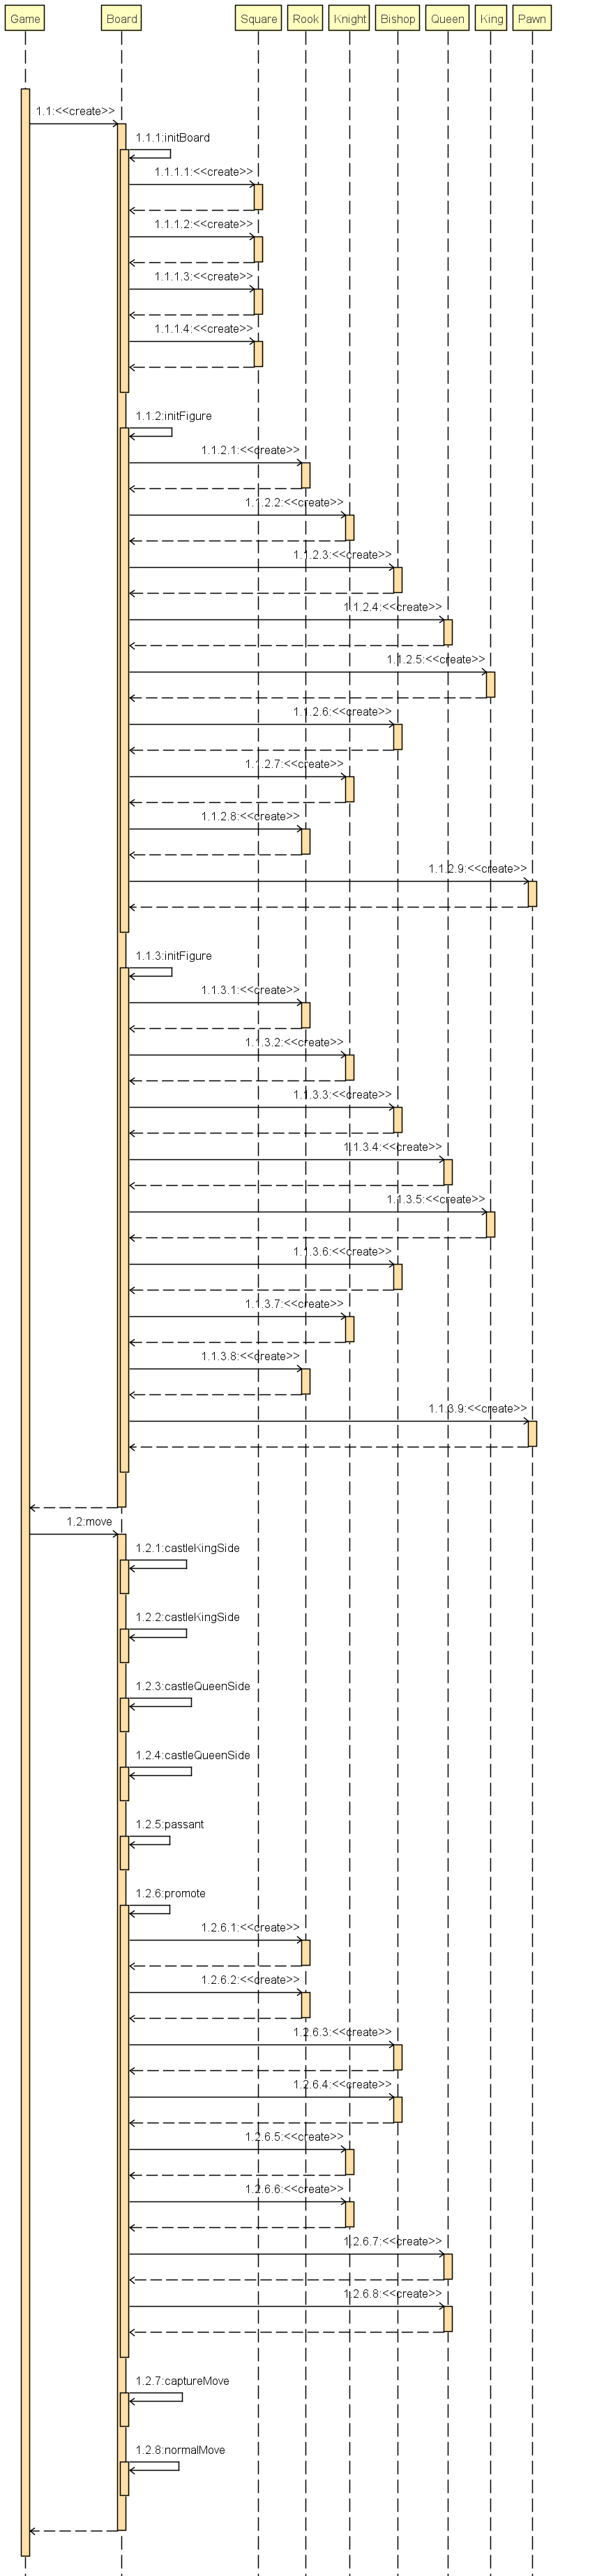 Game Board Square Rook Knight Bishop Queen King Pawn
1.1:<<create>>
1.1.1:initBoard
1.1.1.1:<<create>>
1.1.1.2:<<create>>
1.1.1.3:<<create>>
1.1.1.4:<<create>>
1.1.2:initFigure
1.1.2.1:<<create>>
1.1.2.2:<<create>>
1.1.2.3:<<create>>
1.1.2.4:<<create>>
1.1.2.5:<<create>>
1.1.2.6:<<create>>
1.1.2.7:<<create>>
1.1.2.8:<<create>>
1.1.2.9:<<create>>
1.1.3:initFigure
1.1.3.1:<<create>>
1.1.3.2:<<create>>
1.1.3.3:<<create>>
1.1.3.4:<<create>>
1.1.3.5:<<create>>
1.1.3.6:<<create>>
1.1.3.7:<<create>>
1.1.3.8:<<create>>
1.1.3.9:<<create>>
1.2:move
1.2.1:castleKingSide
1.2.2:castleKingSide
1.2.3:castleQueenSide
1.2.4:castleQueenSide
1.2.5:passant
1.2.6:promote
1.2.6.1:<<create>>
1.2.6.2:<<create>>
1.2.6.3:<<create>>
1.2.6.4:<<create>>
1.2.6.5:<<create>>
1.2.6.6:<<create>>
1.2.6.7:<<create>>
1.2.6.8:<<create>>
1.2.7:captureMove
1.2.8:normalMove